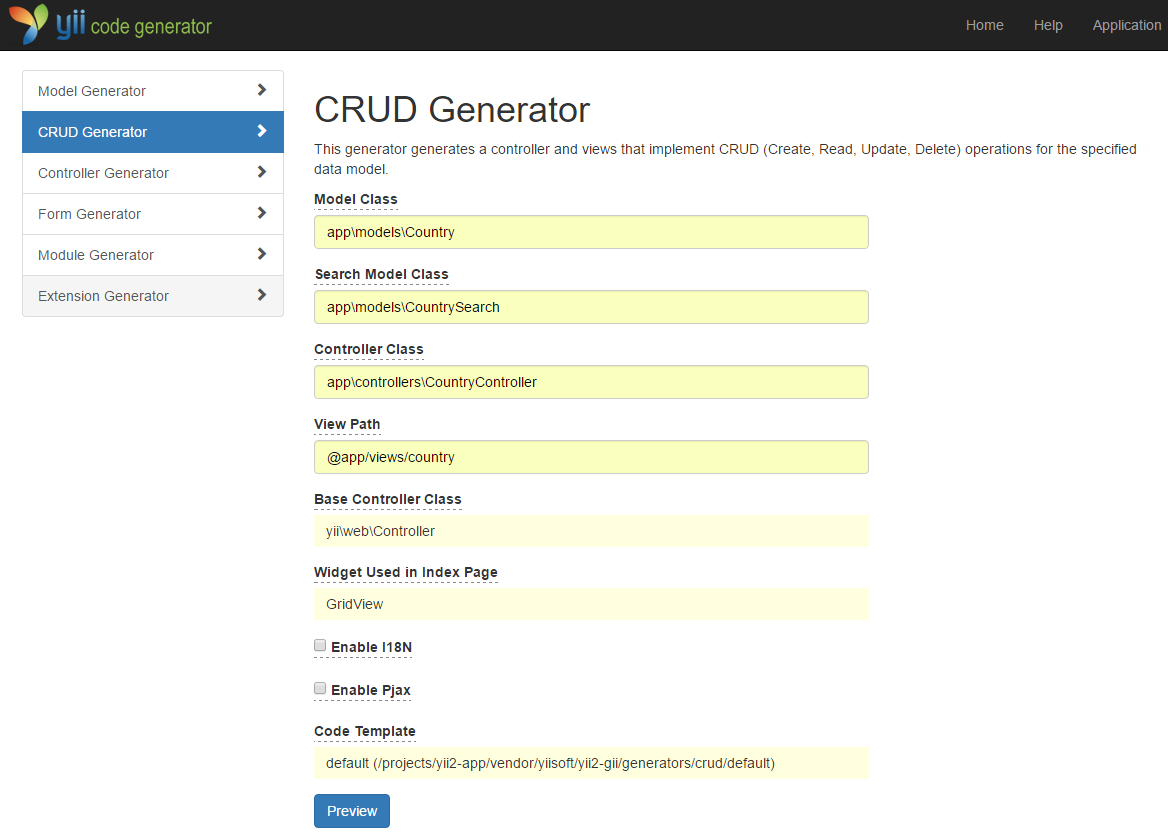 yii code generator
Home Help Application
Model Generator
CRUD Generator
Controller Generator
Form Generator
Module Generator
Extension Generator
CRUD Generator
This generator generates a controller and views that implement CRUD (Create, Read, Update, Delete) operations for the specified
data model.
Model Class
app\models\Country
Search Model Class
app\models\CountrySearch
Controller Class
app\controllers\CountryController
View Path
@app/views/country
Base Controller Class
yii\web\Controller
Widget Used in Index Page
GridView
Enable I18N
Enable Pjax
Code Template
default (/projects/yii2-app/vendor/yiisoft/yii2-gii/generators/crud/default)
Preview